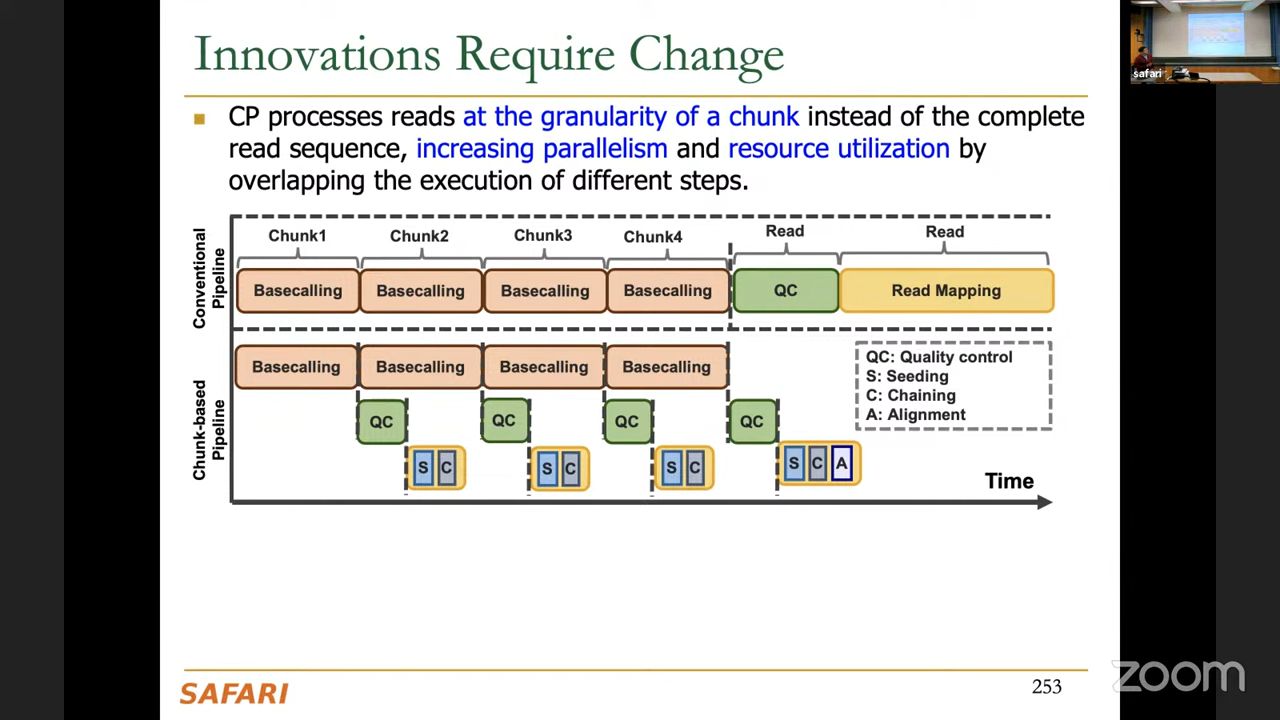 Innovations Require Change
safari
CP processes reads at the granularity of a chunk instead of the complete
read sequence, increasing parallelism and resource utilization by
overlapping the execution of different steps.
Conventional
Pipeline
Chunk1 Chunk2 Chunk3 Chunk4 Read Read
Basecalling Basecalling Basecalling Basecalling QC Read Mapping
Chunk-based
Pipeline
Basecalling Basecalling Basecalling Basecalling
QC: Quality control
S: Seeding
C: Chaining
A: Alignment
QC QC QC QC
S C S C S C S C A
Time
SAFARI
253
zoom